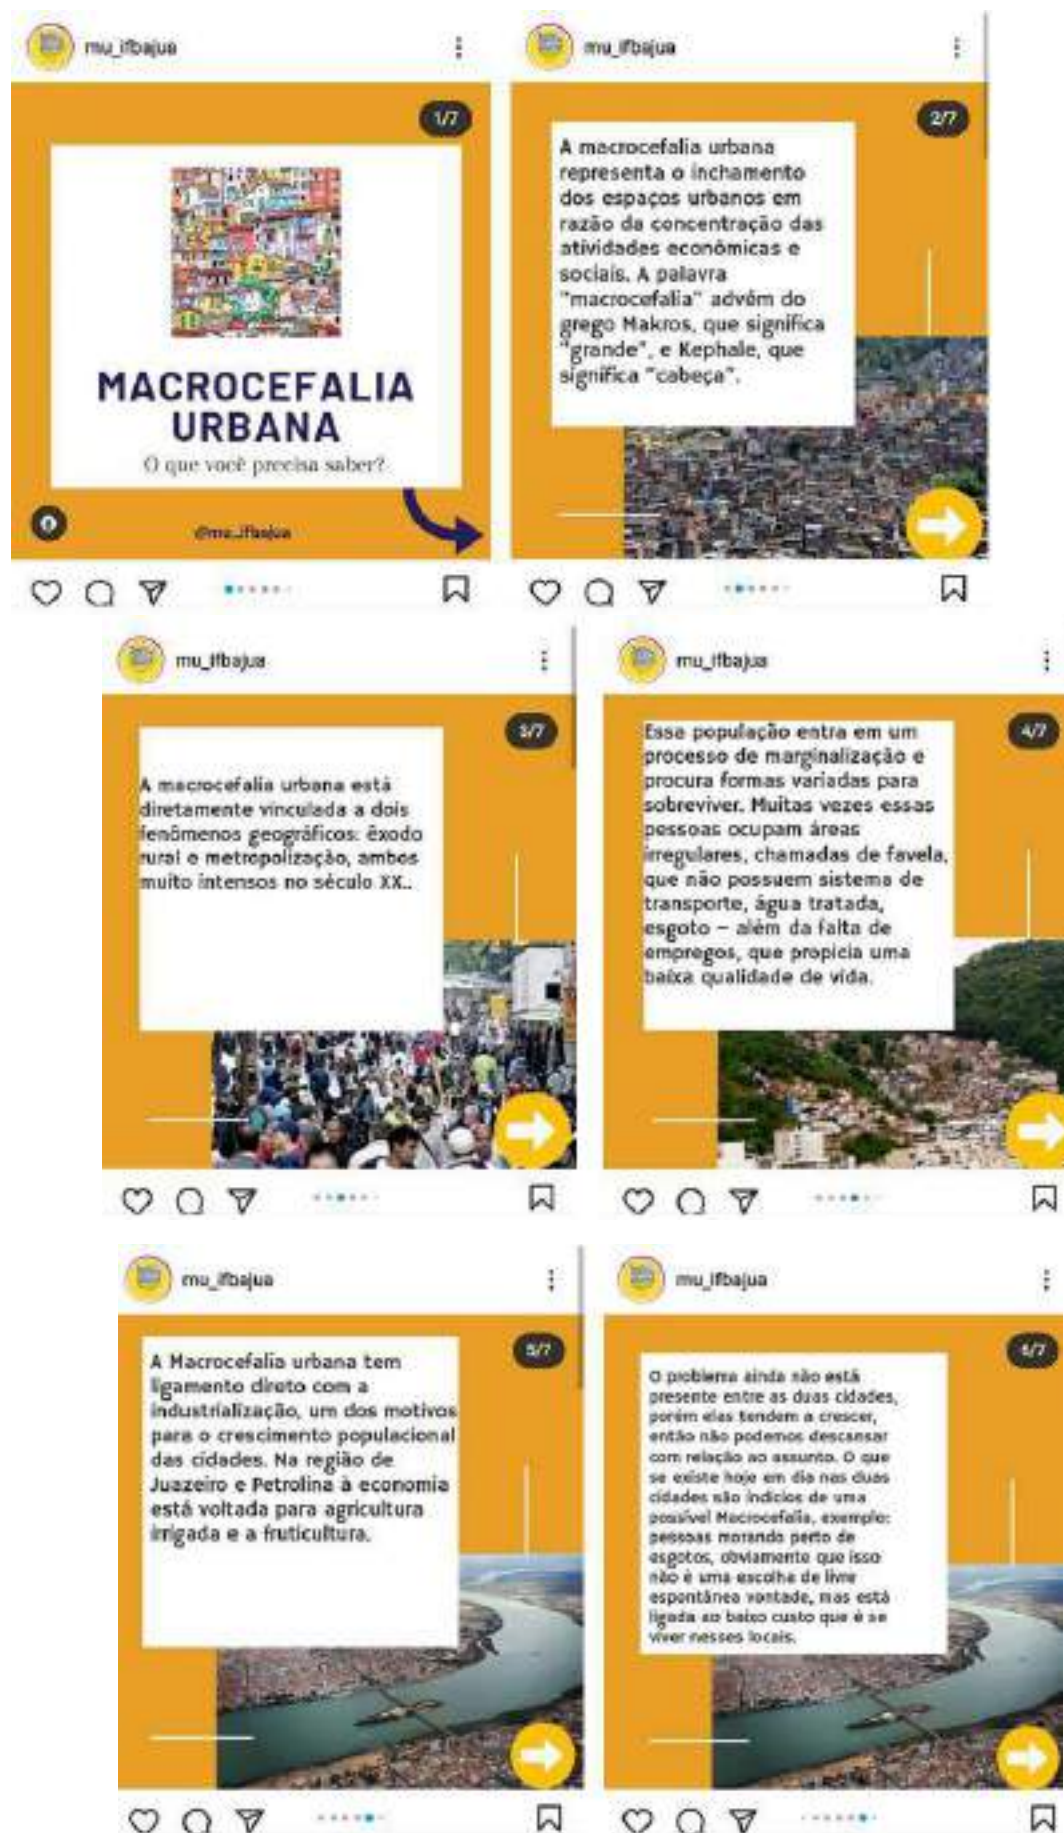 mu_ifbajua
1/7
MACROCEFALIA
URBANA
O que você precisa saber?
@mu_ifbajua
mu_ifbajua
2/7
A macrocefalia urbana
representa o inchamento
dos espaços urbanos em
razão da concentração das
atividades econômicas e
sociais. A palavra
"macrocefalia" advém do
grego Makros, que significa
"grande", e Kephale, que
significa "cabeça".
mu_ifbajua
3/7
A macrocefalia urbana está
diretamente vinculada a dois
fenômenos geográficos: êxodo
rural e metropolização, ambos
muito intensos no século XX..
mu_ifbajua
4/7
Essa população entra em um
processo de marginalização e
procura formas variadas para
sobreviver. Muitas vezes essas
pessoas ocupam áreas
irregulares, chamadas de favela,
que não possuem sistema de
transporte, água tratada,
esgoto – além da falta de
empregos, que propicia uma
baixa qualidade de vida.
mu_ifbajua
5/7
A Macrocefalia urbana tem
ligamento direto com a
industrialização, um dos motivos
para o crescimento populacional
das cidades. Na região de
Juazeiro e Petrolina à economia
está voltada para agricultura
irrigada e a fruticultura.
mu_ifbajua
6/7
O problema ainda não está
presente entre as duas cidades,
porém elas tendem a crescer,
então não podemos descansar
com relação ao assunto. O que
se existe hoje em dia nas duas
cidades são indícios de uma
possível Macrocefalia, exemplo:
pessoas morando perto de
esgotos, obviamente que isso
não é uma escolha de livre
espontânea vontade, mas está
ligada ao baixo custo que é se
viver nesses locais.